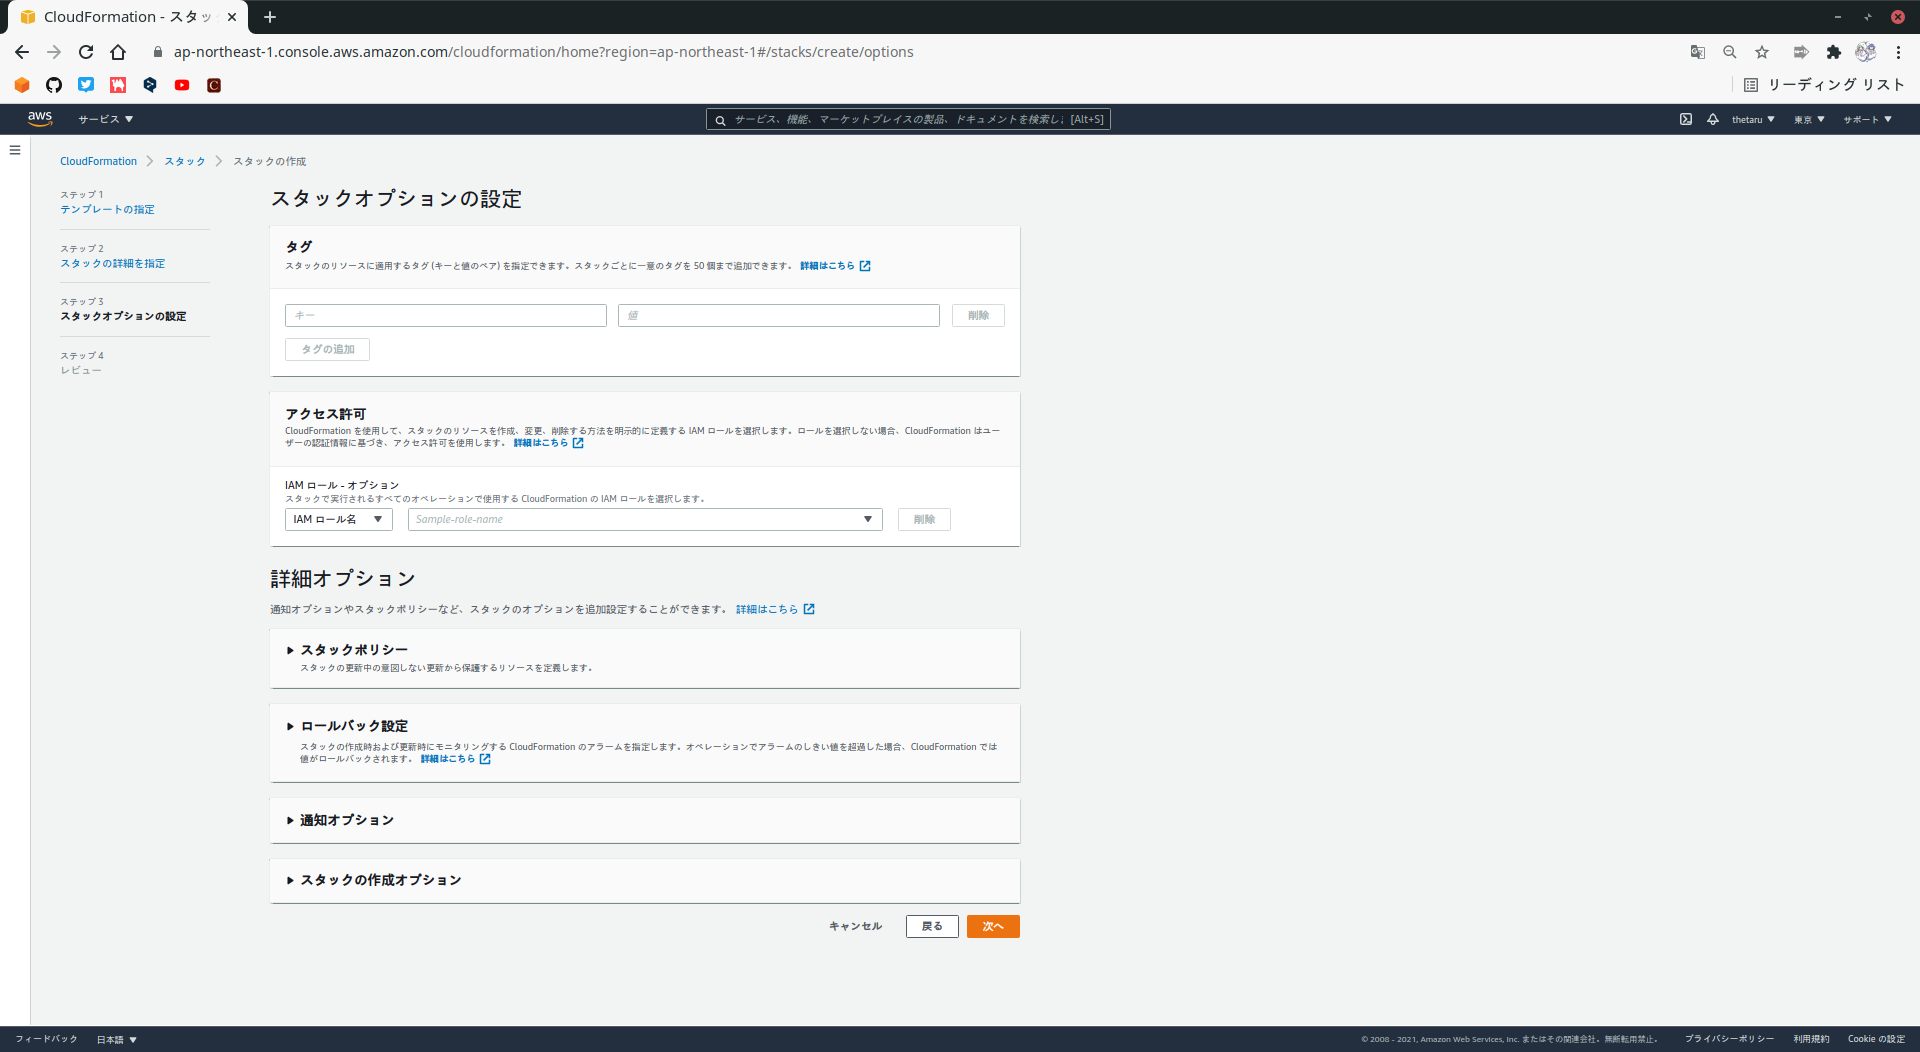 CloudFormation - スタッ
ap-northeast-1.console.aws.amazon.com/cloudformation/home?region=ap-northeast-1#/stacks/create/options
リーディング リスト
aws
サービス
サービス、機能、マーケットプレイスの製品、ドキュメントを検索し [Alt+S]
thetaru
東京
サポート
CloudFormation
スタック
スタックの作成
ステップ 1
テンプレートの指定
ステップ 2
スタックの詳細を指定
ステップ 3
スタックオプションの設定
ステップ 4
レビュー
スタックオプションの設定
タグ
スタックのリソースに適用するタグ (キーと値のペア) を指定できます。スタックごとに一意のタグを 50 個まで追加できます。 詳細はこちら
キー
値
削除
タグの追加
アクセス許可
CloudFormation を使用して、スタックのリソースを作成、変更、削除する方法を明示的に定義する IAM ロールを選択します。ロールを選択しない場合、CloudFormation はユー
ザーの認証情報に基づき、アクセス許可を使用します。 詳細はこちら
IAM ロール - オプション
スタックで実行されるすべてのオペレーションで使用する CloudFormation の IAM ロールを選択します。
IAM ロール名
Sample-role-name
削除
詳細オプション
通知オプションやスタックポリシーなど、スタックのオプションを追加設定することができます。 詳細はこちら
スタックポリシー
スタックの更新中の意図しない更新から保護するリソースを定義します。
ロールバック設定
スタックの作成時および更新時にモニタリングする CloudFormation のアラームを指定します。オペレーションでアラームのしきい値を超過した場合、CloudFormation では
値がロールバックされます。 詳細はこちら
通知オプション
スタックの作成オプション
キャンセル
戻る
次へ
フィードバック
日本語
© 2008 - 2021, Amazon Web Services, Inc. またはその関連会社。無断転用禁止。
プライバシーポリシー
利用規約
Cookie の設定